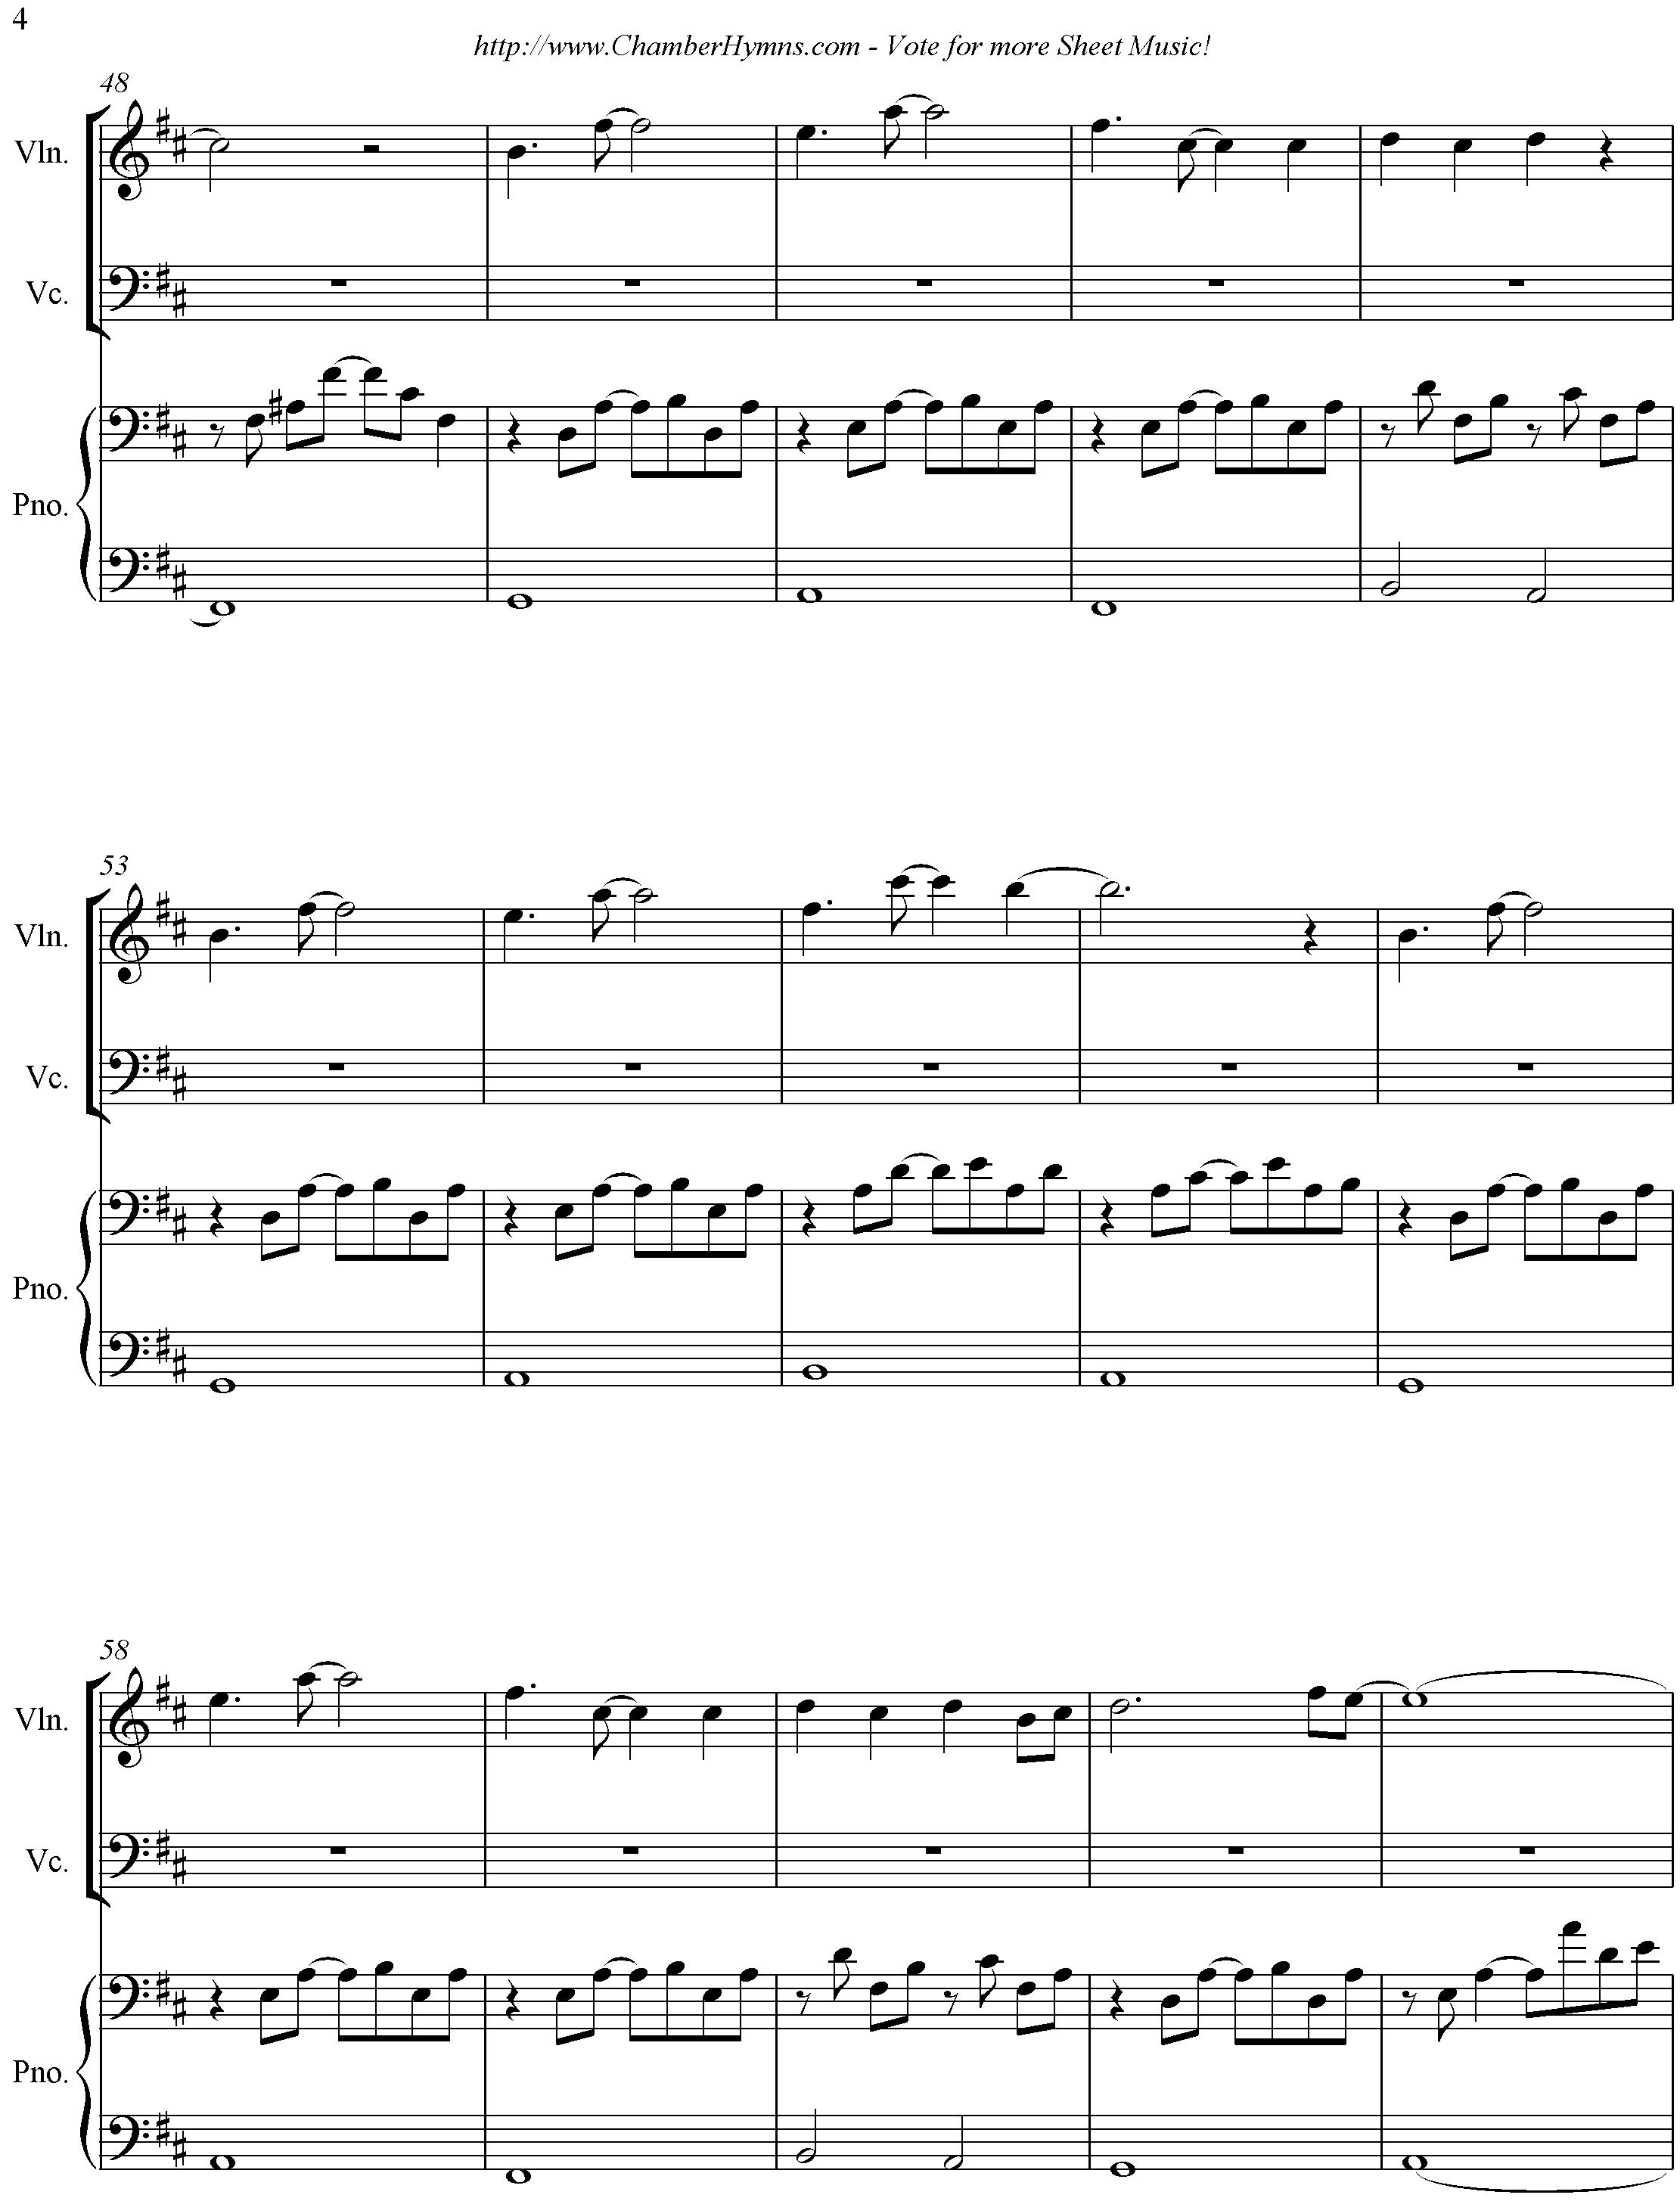 4
http://www.ChamberHymns.com - Vote for more Sheet Music!
48
Vln.
Vc.
Pno.
53
Vln.
Vc.
Pno.
58
Vln.
Vc.
Pno.